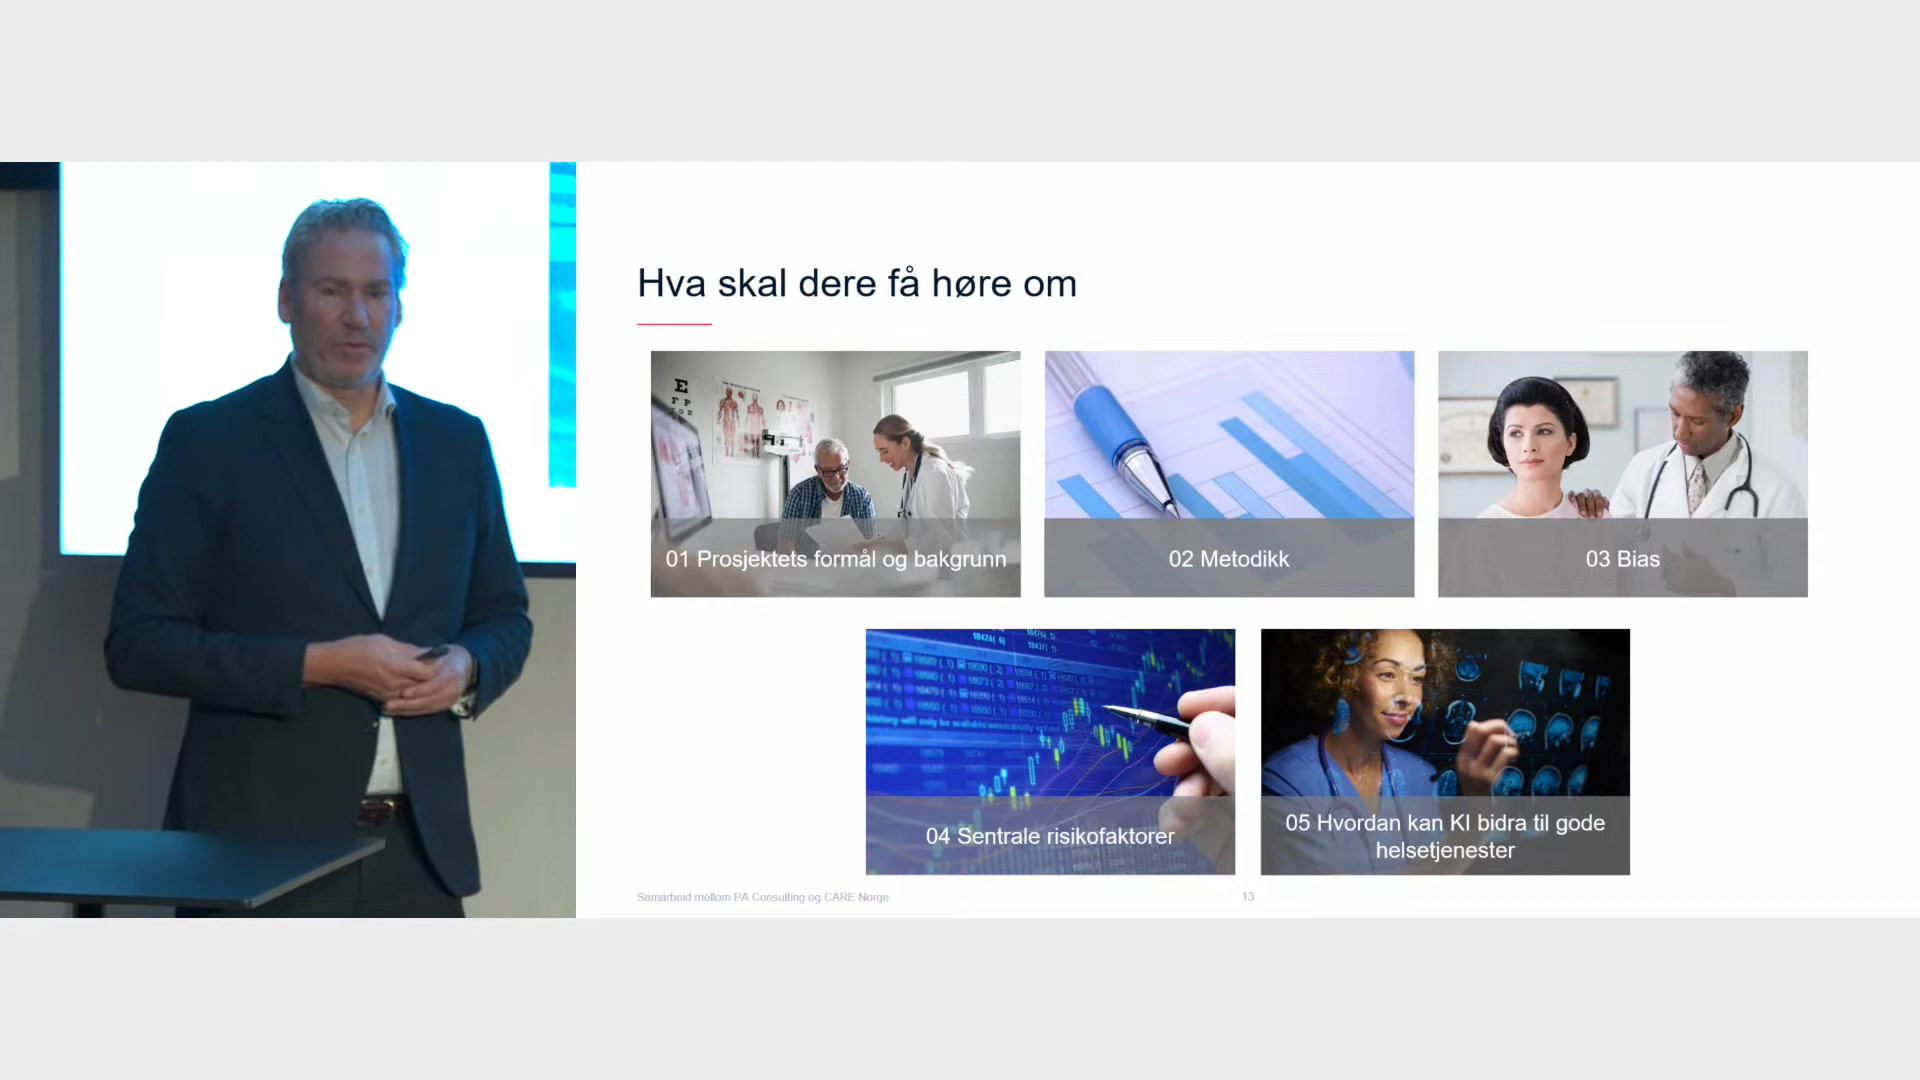 Hva skal dere få høre om
E
F P
TOZ
01 Prosjektets formål og bakgrunn
02 Metodikk
03 Bias
04 Sentrale risikofaktorer
05 Hvordan kan KI bidra til gode
helsetjenester
Samarbeid mellom PA Consulting og CARE Norge
13